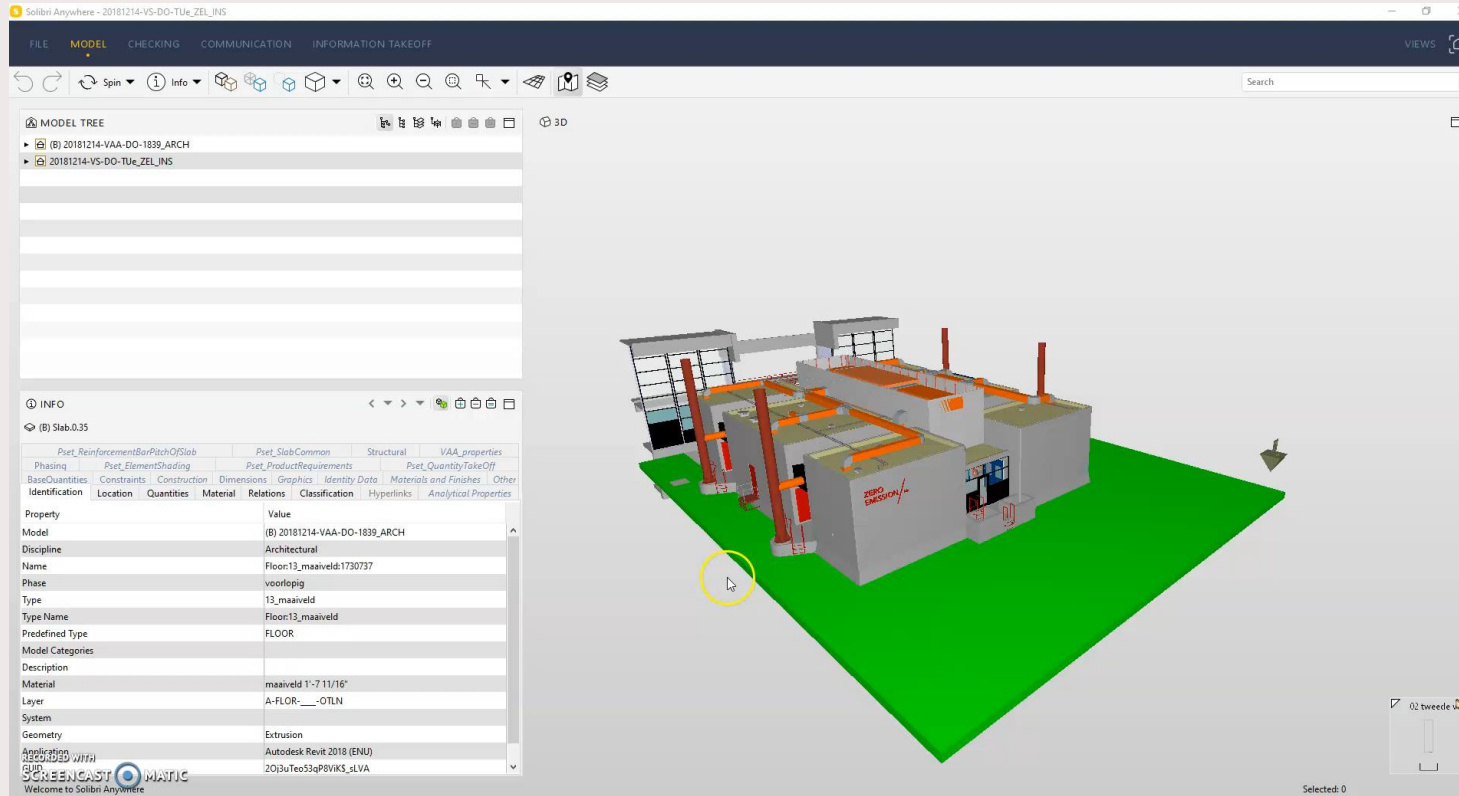 Solibri Anywhere - 20181214-VS-DO-TUe_ZEL_INS
FILE MODEL CHECKING COMMUNICATION INFORMATION TAKEOFF VIEWS
Spin Info Search
MODEL TREE
(B) 20181214-VAA-DO-1839_ARCH
20181214-VS-DO-TUe_ZEL_INS
3D
ZERO
EMISSION/
INFO
(B) Slab.0.35
Pset_ReinforcementBarPitchOfSlab Pset_SlabCommon Structural VAA_properties
Phasing Pset_ElementShading Pset_ProductRequirements Pset_QuantityTakeOff
BaseQuantities Constraints Construction Dimensions Graphics Identity Data Materials and Finishes Other
Identification Location Quantities Material Relations Classification Hyperlinks Analytical Properties
Property Value
Model (B) 20181214-VAA-DO-1839_ARCH
Discipline Architectural
Name Floor:13_maaiveld:1730737
Phase voorlopig
Type 13_maaiveld
Type Name Floor:13_maaiveld
Predefined Type FLOOR
Model Categories
Description
Material maaiveld 1'-7 11/16"
Layer A-FLOR-____-OTLN
System
Geometry Extrusion
Application Autodesk Revit 2018 (ENU)
GUID 2Oj3uTeo53qP8ViK$_sLVA
RECORDED WITH
SCREENCAST MATIC
Welcome to Solibri Anywhere
02 tweede
Selected: 0